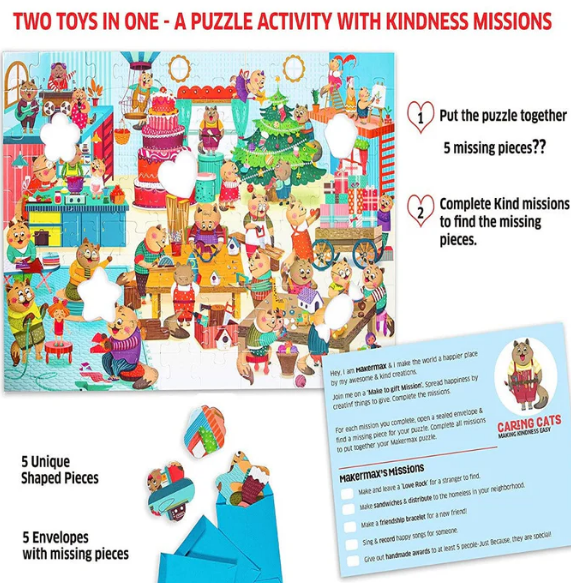 TWO TOYS IN ONE - A PUZZLE ACTIVITY WITH KINDNESS MISSIONS
1 Put the puzzle together
5 missing pieces??
2 Complete Kind missions
to find the missing
pieces.
Hey, I am Makermax & I make the world a happier place
by my awesome & kind creations.
Join me on a 'Make to gift Mission'. Spread happiness by
creatinf things to give. Complete the missions.
For each mission you complete, open a sealed envelope &
find a missing piece for your puzzle. Complete all missions
to put together your Makermax puzzle.
CARING CATS
MAKING KINDNESS EASY
Makermax's Missions
Make and leave a 'Love Rock' for a stranger to find.
Make sandwiches & distribute to the homeless in your neighborhood.
Make a friendship bracelet for a new friend!
Sing & record happy songs for someone.
Give out handmade awards to at least 5 people-Just Because, they are special!
5 Unique
Shaped Pieces
5 Envelopes
with missing pieces